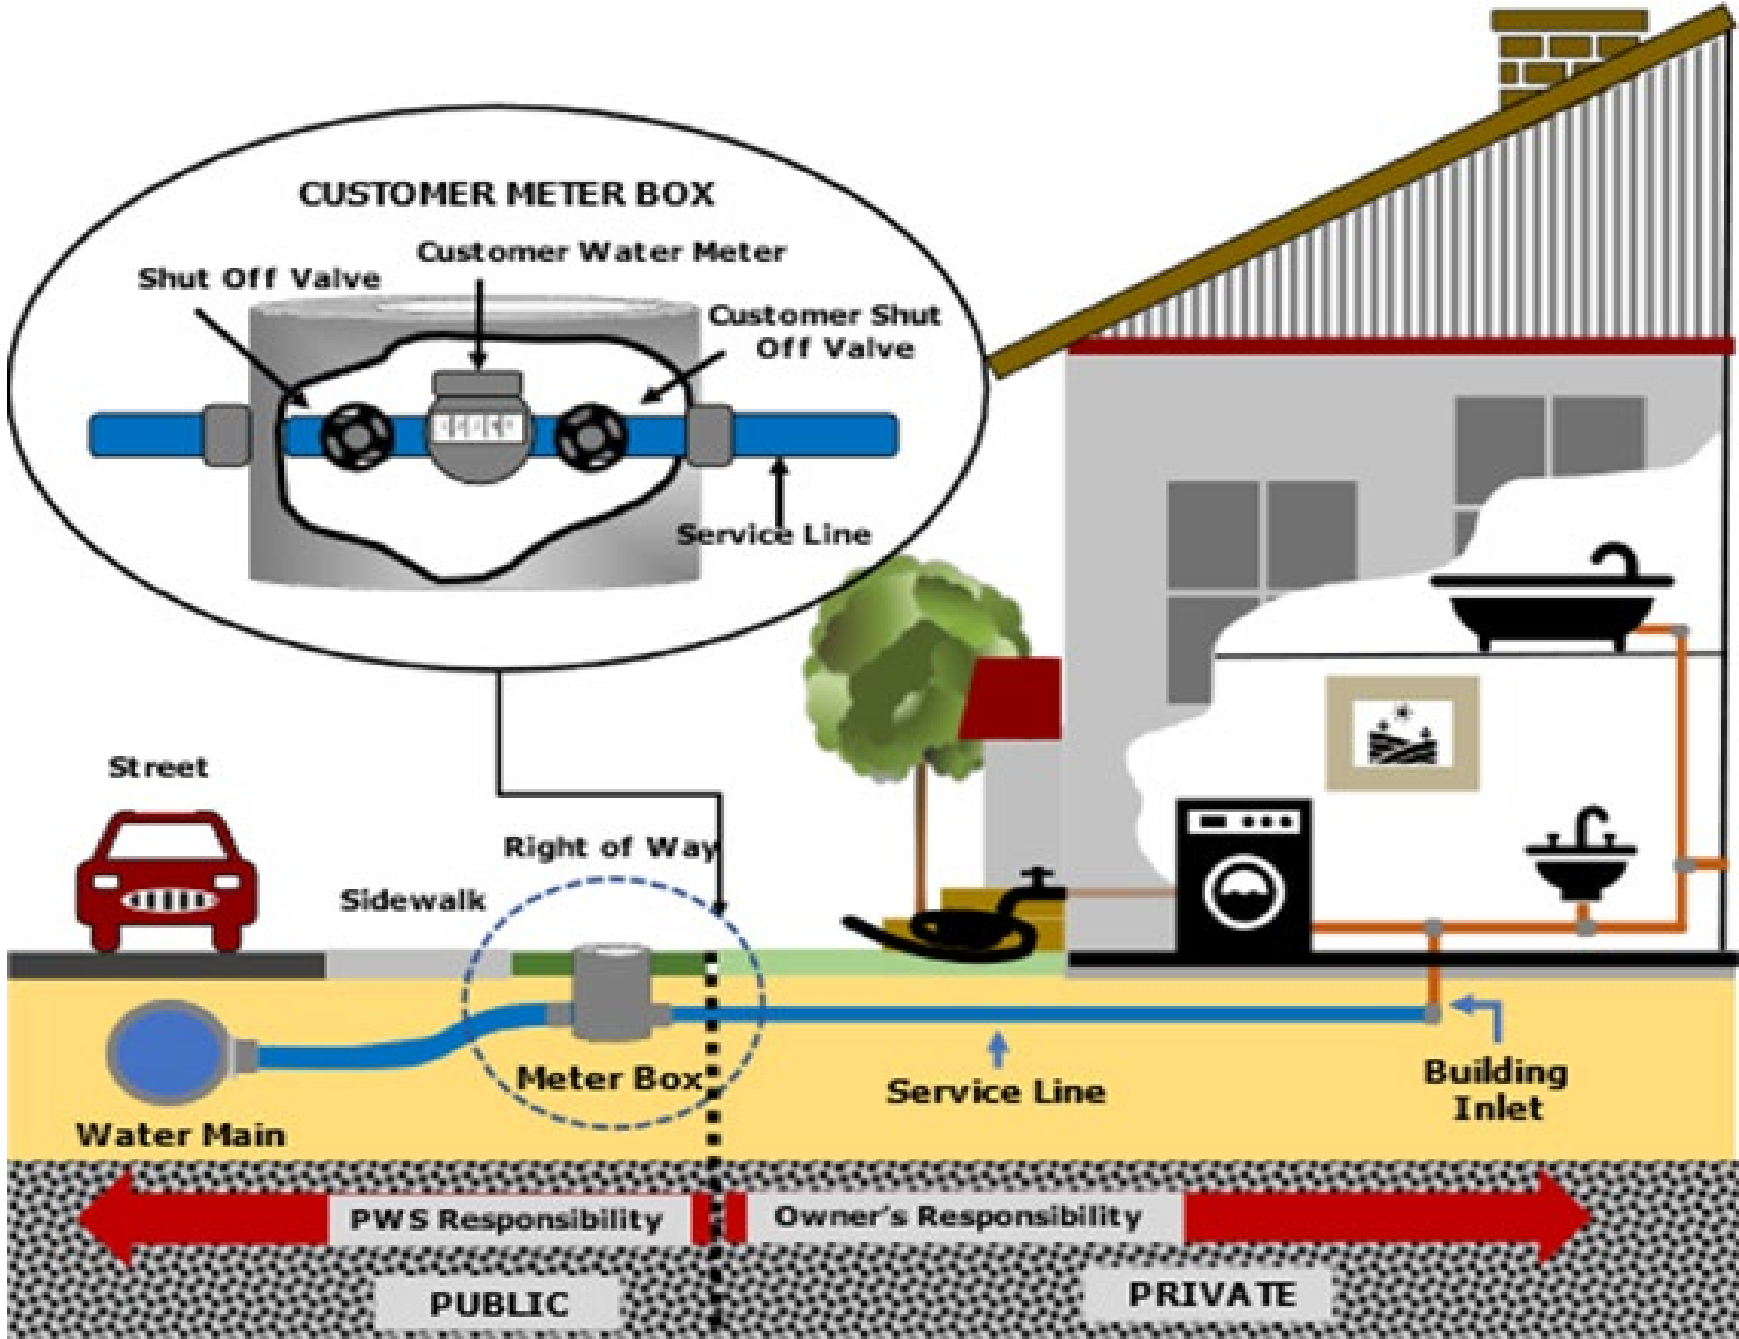 CUSTOMER METER BOX
Customer Water Meter
Shut Off Valve
Customer Shut
Off Valve
Service Line
Street
Right of Way
Sidewalk
Meter Box
Service Line
Building
Inlet
Water Main
PWS Responsibility
Owner's Responsibility
PUBLIC
PRIVATE